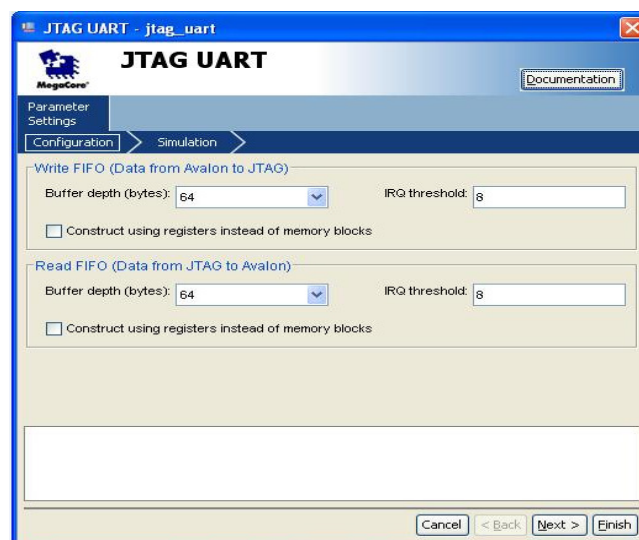 JTAG UART - jtag_uart
MegaCore®
JTAG UART
Documentation
Parameter
Settings
Configuration
Simulation
Write FIFO (Data from Avalon to JTAG)
Buffer depth (bytes): 64
IRQ threshold: 8
Construct using registers instead of memory blocks
Read FIFO (Data from JTAG to Avalon)
Buffer depth (bytes): 64
IRQ threshold: 8
Construct using registers instead of memory blocks
Cancel
< Back
Next >
Finish